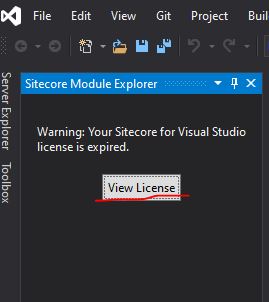 File Edit View Git Project Buil
Sitecore Module Explorer
Server Explorer
Toolbox
Warning: Your Sitecore for Visual Studio
license is expired.
View License